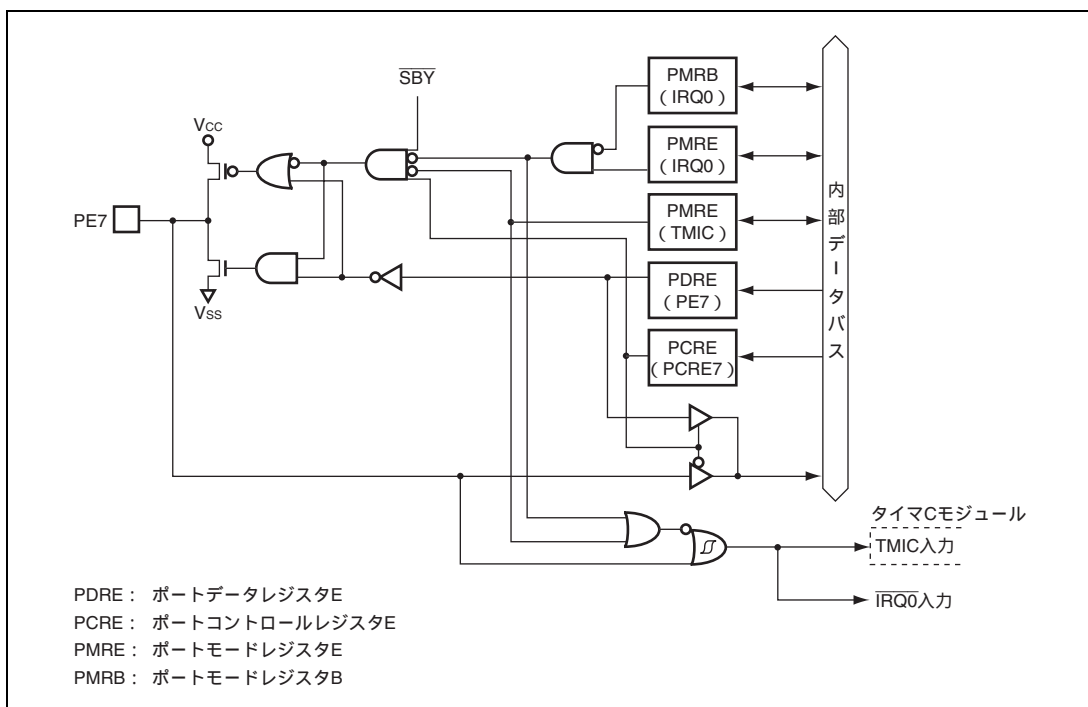 SBY
PMRB
（IRQ0）
VCC
PMRE
（IRQ0）
PE7
PMRE
（TMIC）
内部データバス
PDRE
（PE7）
VSS
PCRE
（PCRE7）
タイマCモジュール
TMIC入力
IRQ0入力
PDRE： ポートデータレジスタE
PCRE： ポートコントロールレジスタE
PMRE： ポートモードレジスタE
PMRB： ポートモードレジスタB